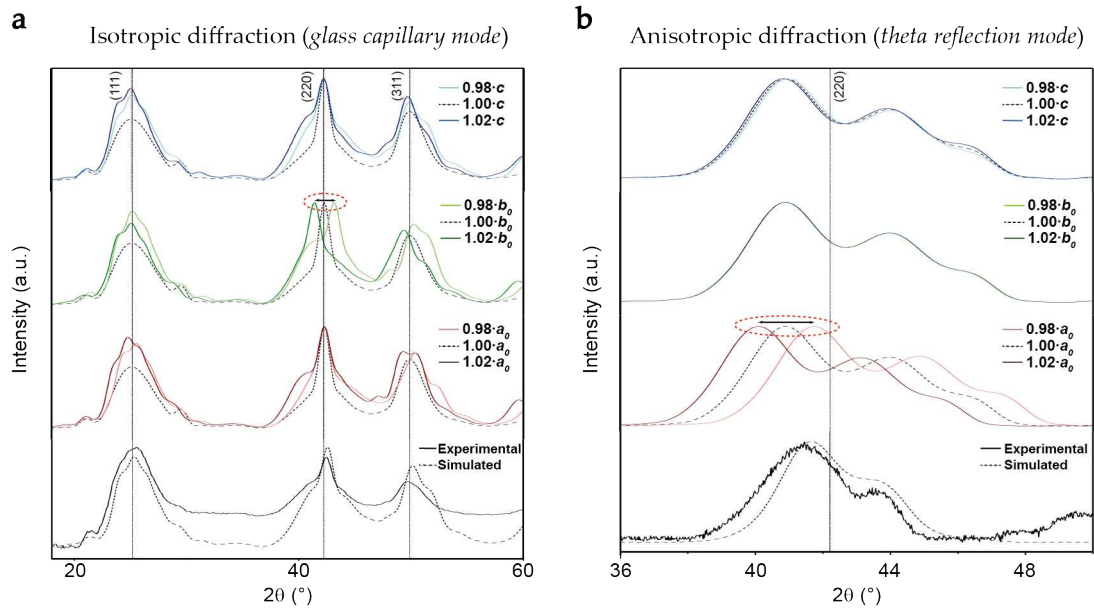 a
Isotropic diffraction (glass capillary mode)
(111)
(220)
(311)
0.98·c
1.00·c
1.02·c
0.98·b₀
1.00·b₀
1.02·b₀
0.98·a₀
1.00·a₀
1.02·a₀
Experimental
Simulated
Intensity (a.u.)
20 40 60
2θ (°)
b
Anisotropic diffraction (theta reflection mode)
(220)
0.98·c
1.00·c
1.02·c
0.98·b₀
1.00·b₀
1.02·b₀
0.98·a₀
1.00·a₀
1.02·a₀
Experimental
Simulated
Intensity (a.u.)
36 40 44 48
2θ (°)